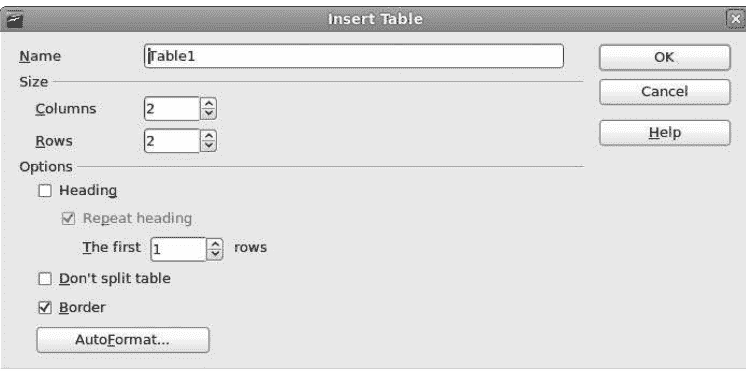 Insert Table
Name Table1
OK
Size
Cancel
Columns 2
Rows 2
Help
Options
Heading
Repeat heading
The first 1 rows
Don't split table
Border
AutoFormat...